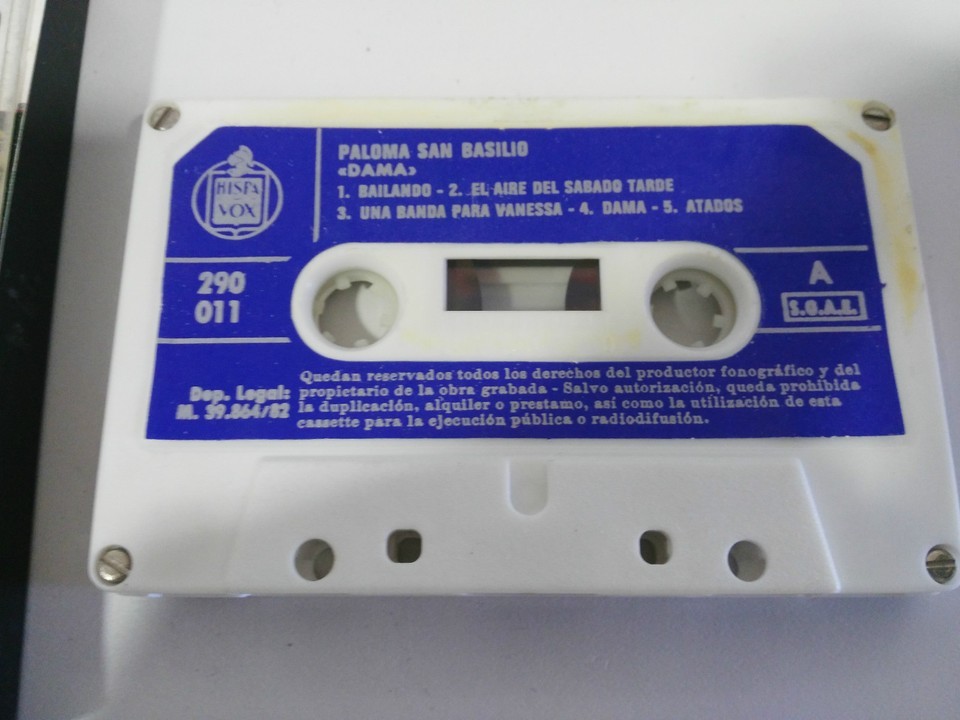 HISPA
VOX
PALOMA SAN BASILIO
«DAMA»
1. BAILANDO - 2. EL AIRE DEL SABADO TARDE
3. UNA BANDA PARA VANESSA - 4. DAMA - 5. ATADOS
290
011
A
S.G.A.E.
Dep. Legal:
M. 39.864/82
Quedan reservados todos los derechos del productor fonográfico y del
propietario de la obra grabada - Salvo autorización, queda prohibida
la duplicación, alquiler o prestamo, así como la utilización de esta
cassette para la ejecución pública o radiodifusión.